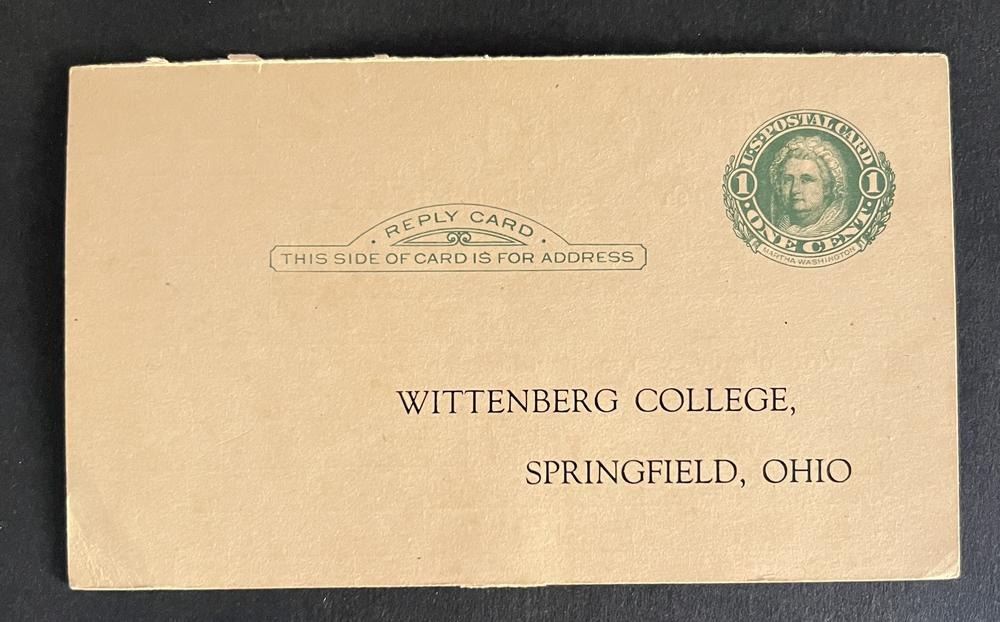 U.S. POSTAL CARD
1 1
· ONE CENT ·
MARTHA WASHINGTON
· REPLY CARD ·
THIS SIDE OF CARD IS FOR ADDRESS
WITTENBERG COLLEGE,
SPRINGFIELD, OHIO